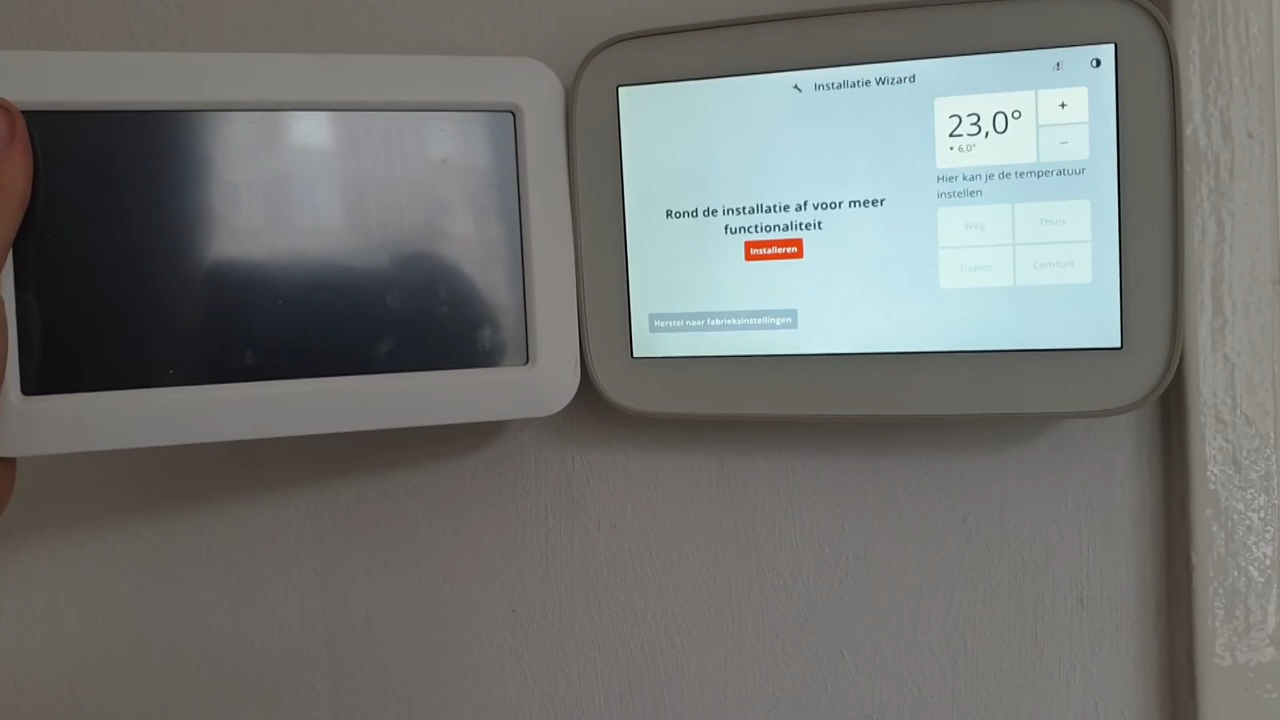 Installatie Wizard
23,0°
6,0°
Hier kan je de temperatuur
instellen
Rond de installatie af voor meer
functionaliteit
Installeren
Weg
Thuis
Slapen
Comfort
Herstel naar fabrieksinstellingen